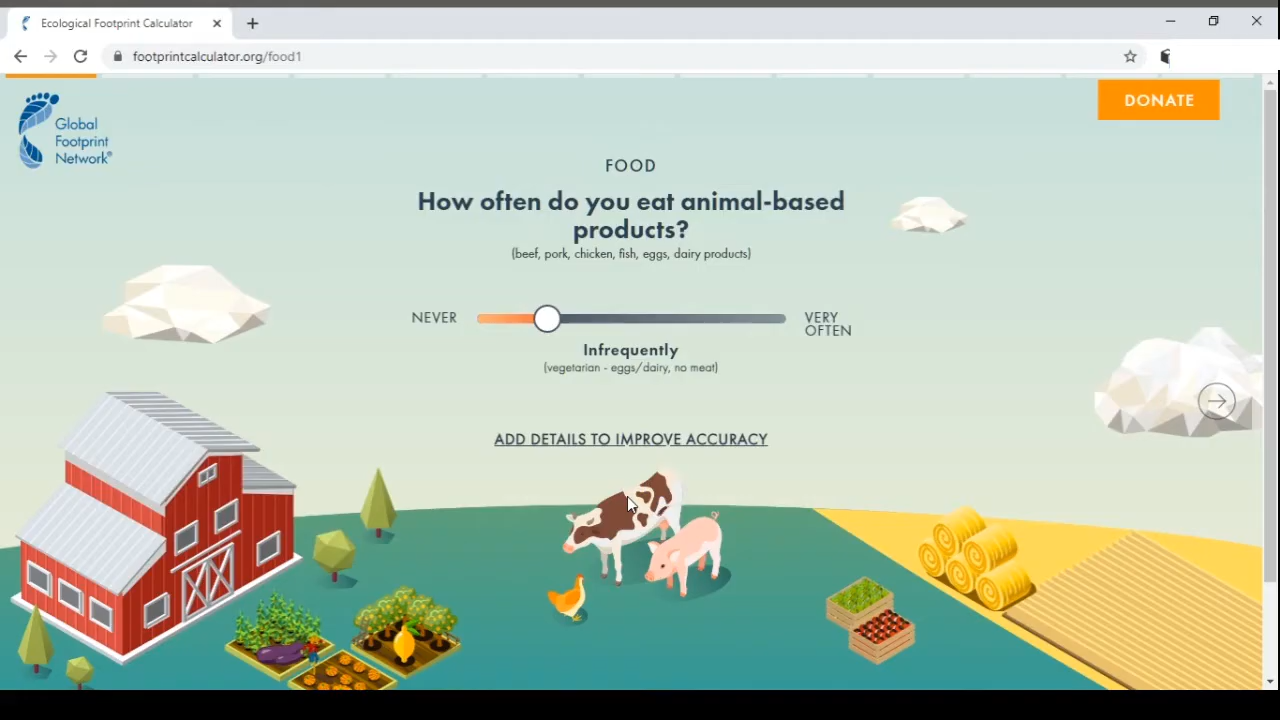 Ecological Footprint Calculator
footprintcalculator.org/food1
DONATE
Global
Footprint
Network®
FOOD
How often do you eat animal-based
products?
(beef, pork, chicken, fish, eggs, dairy products)
NEVER
VERY
OFTEN
Infrequently
(vegetarian - eggs/dairy, no meat)
ADD DETAILS TO IMPROVE ACCURACY